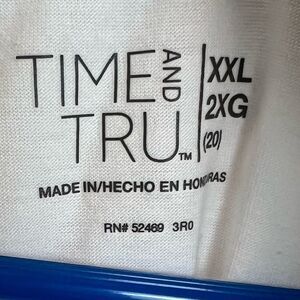 TIME AND
TRU™
XXL
2XG
(20)
MADE IN/HECHO EN HONDURAS
RN# 52469 3R0